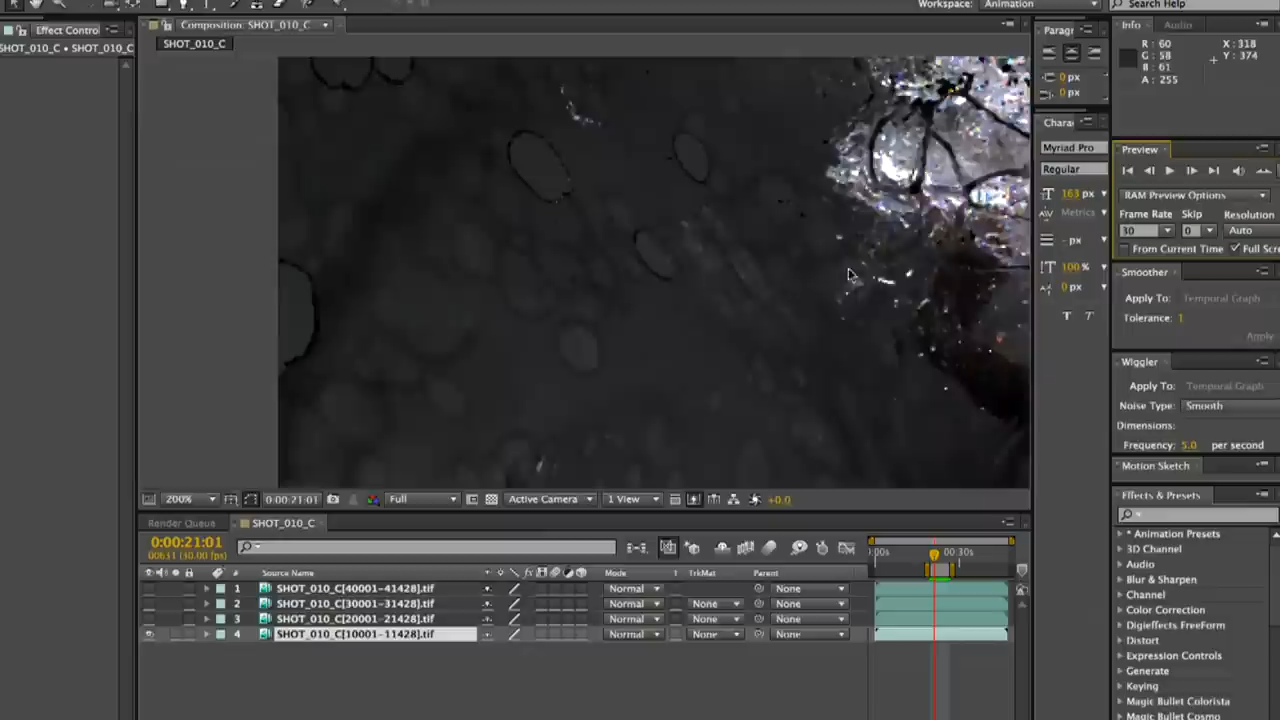 Workspace: Animation
Search Help
Effect Control
SHOT_010_C • SHOT_010_C
Composition: SHOT_010_C
SHOT_010_C
Paragr
0 px
0 px
Chara
Myriad Pro
Regular
163 px
Metrics
- px
100 %
0 px
T T
Info Audio
R : 60
G : 58
B : 61
A : 255
X : 318
Y : 374
Preview
RAM Preview Options
Frame Rate Skip Resolution
30 0 Auto
From Current Time Full Scre
Smoother
Apply To: Temporal Graph
Tolerance: 1
Apply
Wiggler
Apply To: Temporal Graph
Noise Type: Smooth
Dimensions:
Frequency: 5.0 per second
Motion Sketch
Effects & Presets
* Animation Presets
3D Channel
Audio
Blur & Sharpen
Channel
Color Correction
Digieffects FreeForm
Distort
Expression Controls
Generate
Keying
Magic Bullet Colorista
Magic Bullet Cosmo
200% 0:00:21:01 Full Active Camera 1 View +0.0
Render Queue SHOT_010_C
0:00:21:01
00631 (30.00 fps)
:00s 00:30s
# Source Name Mode T TrkMat Parent
1 SHOT_010_C[40001-41428].tif Normal None
2 SHOT_010_C[30001-31428].tif Normal None None
3 SHOT_010_C[20001-21428].tif Normal None None
4 SHOT_010_C[10001-11428].tif Normal None None